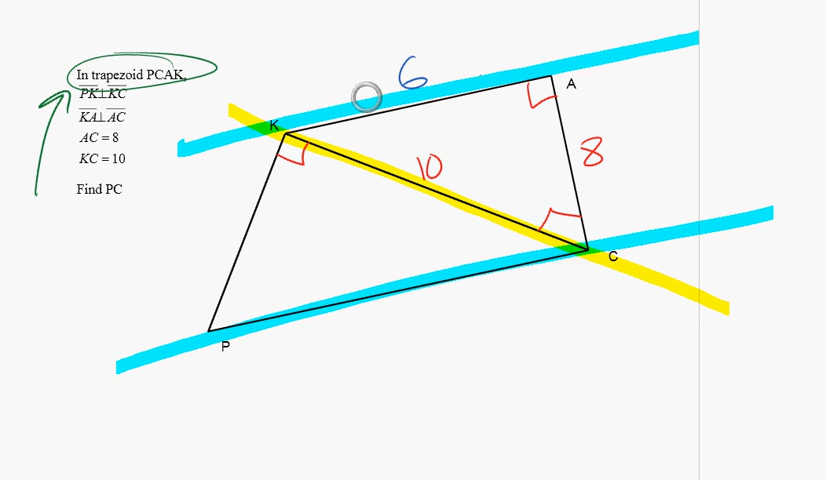 In trapezoid PCAK,
PK⊥KC
KA⊥AC
AC = 8
KC = 10
Find PC
6
A
K
8
10
C
P